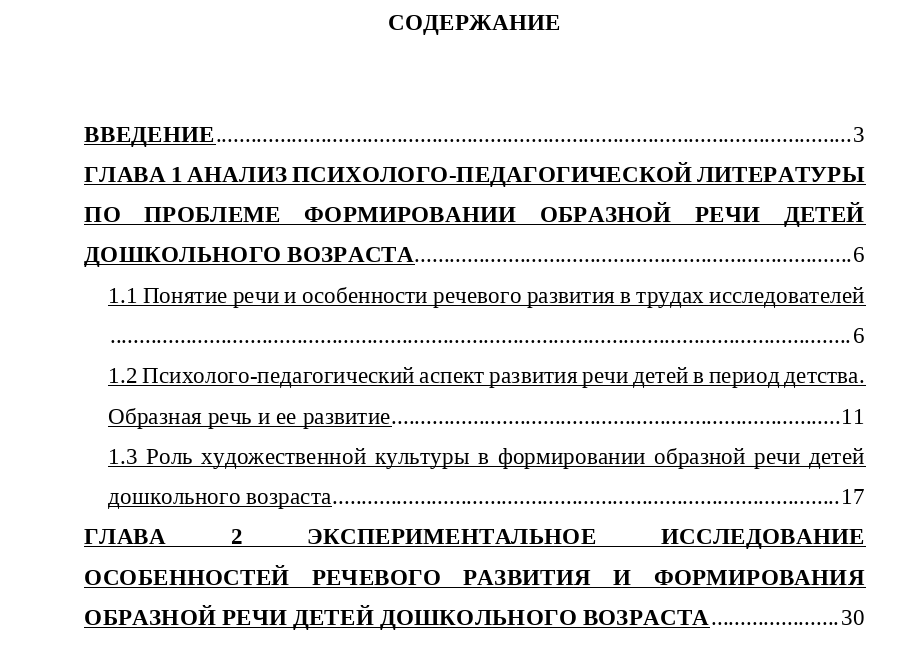 СОДЕРЖАНИЕ
ВВЕДЕНИЕ..............................................................................................................3
ГЛАВА 1 АНАЛИЗ ПСИХОЛОГО-ПЕДАГОГИЧЕСКОЙ ЛИТЕРАТУРЫ
ПО ПРОБЛЕМЕ ФОРМИРОВАНИИ ОБРАЗНОЙ РЕЧИ ДЕТЕЙ
ДОШКОЛЬНОГО ВОЗРАСТА...........................................................................6
1.1 Понятие речи и особенности речевого развития в трудах исследователей
................................................................................................................................6
1.2 Психолого-педагогический аспект развития речи детей в период детства.
Образная речь и ее развитие.............................................................................11
1.3 Роль художественной культуры в формировании образной речи детей
дошкольного возраста.......................................................................................17
ГЛАВА 2 ЭКСПЕРИМЕНТАЛЬНОЕ ИССЛЕДОВАНИЕ
ОСОБЕННОСТЕЙ РЕЧЕВОГО РАЗВИТИЯ И ФОРМИРОВАНИЯ
ОБРАЗНОЙ РЕЧИ ДЕТЕЙ ДОШКОЛЬНОГО ВОЗРАСТА......................30